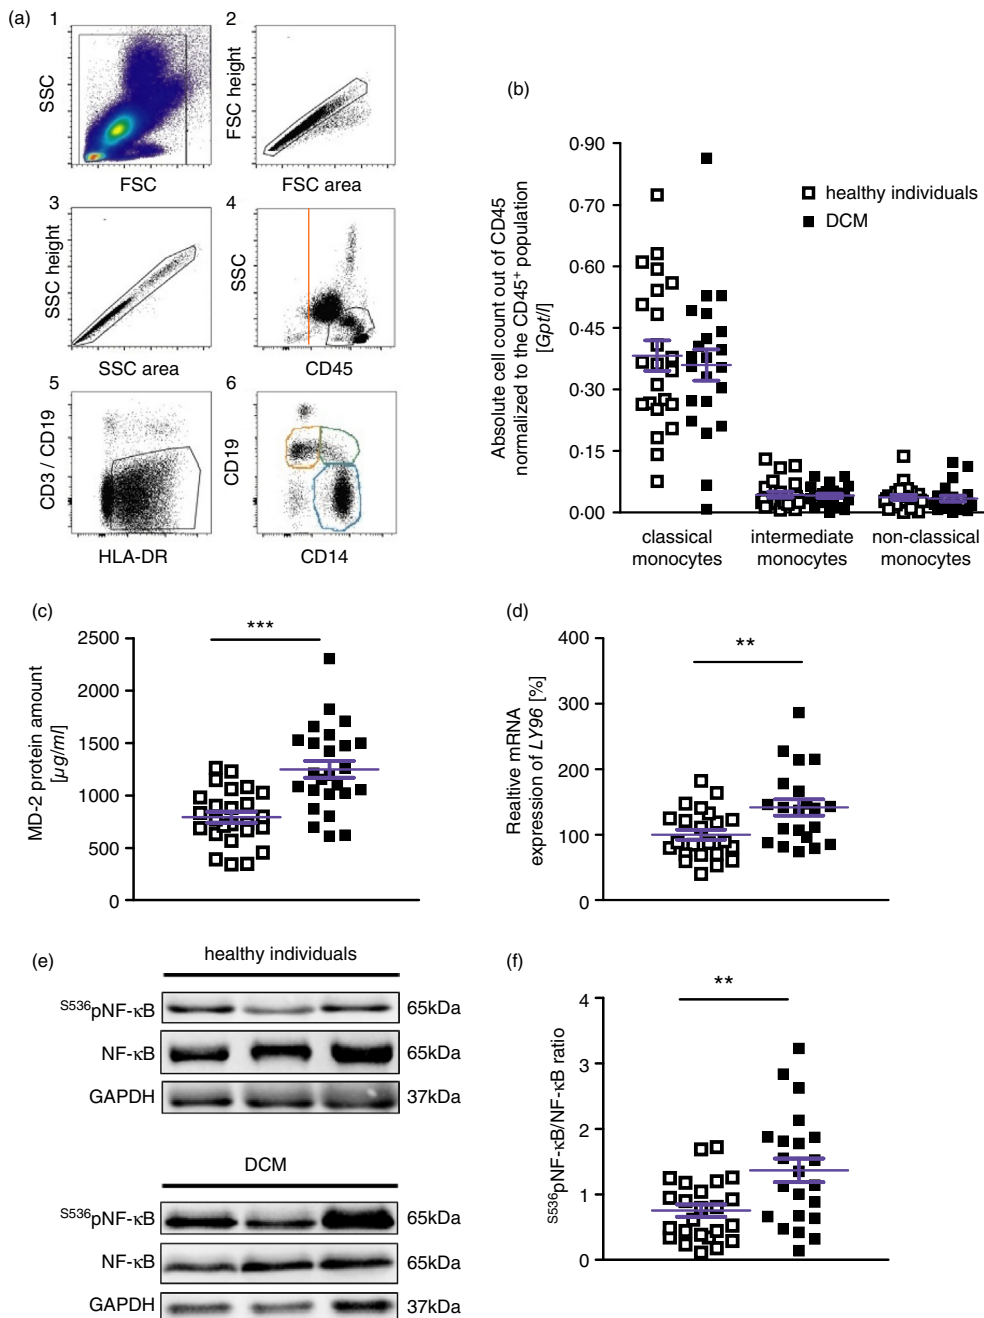 (a)
1
SSC
FSC
2
FSC height
FSC area
3
SSC height
SSC area
4
SSC
CD45
5
CD3 / CD19
HLA-DR
6
CD19
CD14
(b)
Absolute cell count out of CD45
normalized to the CD45⁺ population
[Gpt/l]
0·90
0·70
0·60
0·45
0·30
0·15
0·00
healthy individuals
DCM
classical
monocytes
intermediate
monocytes
non-classical
monocytes
(c)
MD-2 protein amount
[µg/ml]
2500
2000
1500
1000
500
0
***
(d)
Realtive mRNA
expression of LY96 [%]
400
300
200
100
0
**
(e)
healthy individuals
S536pNF-κB
65kDa
NF-κB
65kDa
GAPDH
37kDa
DCM
S536pNF-κB
65kDa
NF-κB
65kDa
GAPDH
37kDa
(f)
S536pNF-κB/NF-κB ratio
4
3
2
1
0
**